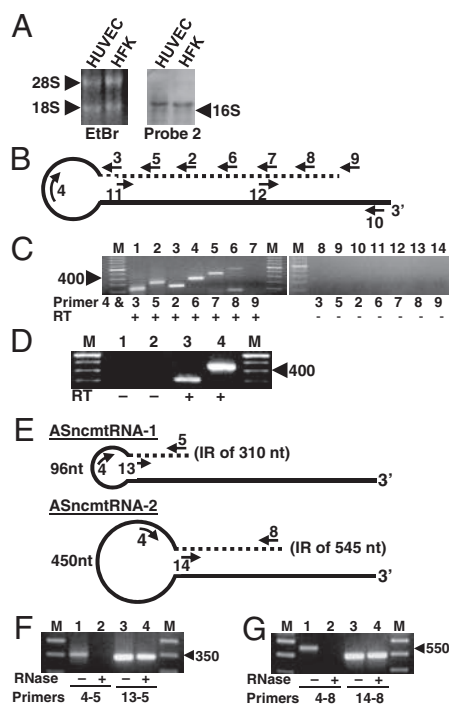 A
HUVEC
HFK
HUVEC
HFK
28S
18S
16S
EtBr
Probe 2
B
3 5 2 6 7 8 9
4
11
12
10
3'
C
M 1 2 3 4 5 6 7 M M 8 9 10 11 12 13 14
400
Primer
4 & 3 5 2 6 7 8 9 3 5 2 6 7 8 9
RT + + + + + + + - - - - - - -
D
M 1 2 3 4 M
400
RT − − + +
E
ASncmtRNA-1
5
(IR of 310 nt)
96nt
4
13
3'
ASncmtRNA-2
8
4
(IR of 545 nt)
450nt
14
3'
F
M 1 2 3 4 M
350
RNase − + − +
Primers 4-5 13-5
G
M 1 2 3 4 M
550
RNase − + − +
Primers 4-8 14-8